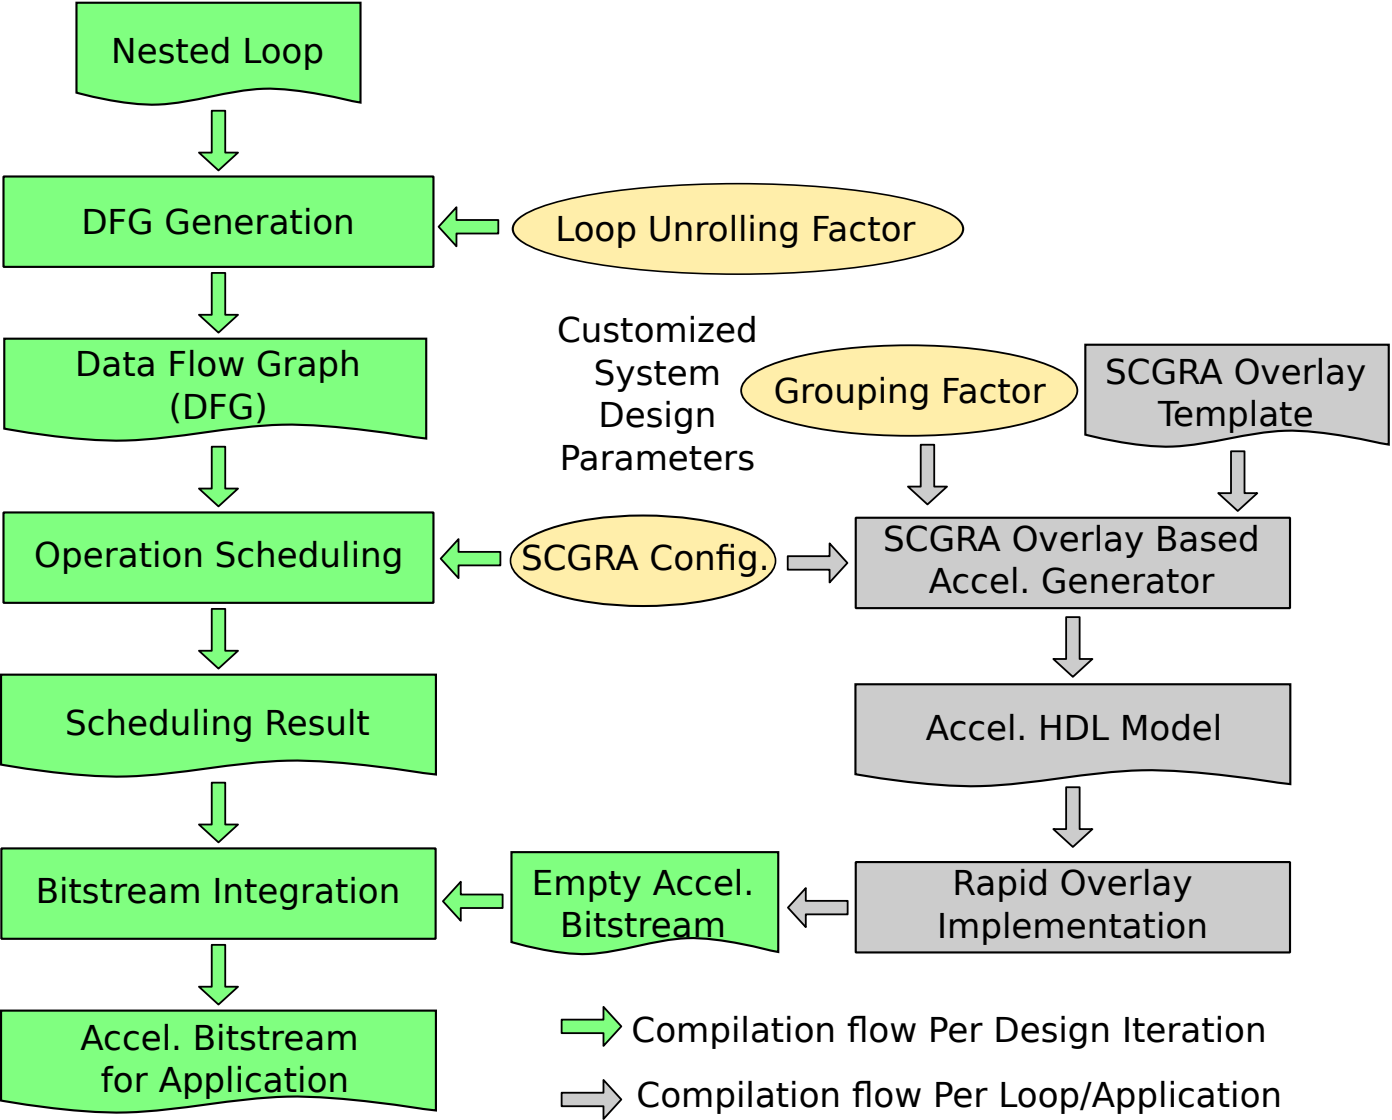 Nested Loop
DFG Generation
Loop Unrolling Factor
Data Flow Graph
(DFG)
Customized
System
Design
Parameters
Grouping Factor
SCGRA Overlay
Template
Operation Scheduling
SCGRA Config.
SCGRA Overlay Based
Accel. Generator
Scheduling Result
Accel. HDL Model
Bitstream Integration
Empty Accel.
Bitstream
Rapid Overlay
Implementation
Accel. Bitstream
for Application
Compilation flow Per Design Iteration
Compilation flow Per Loop/Application